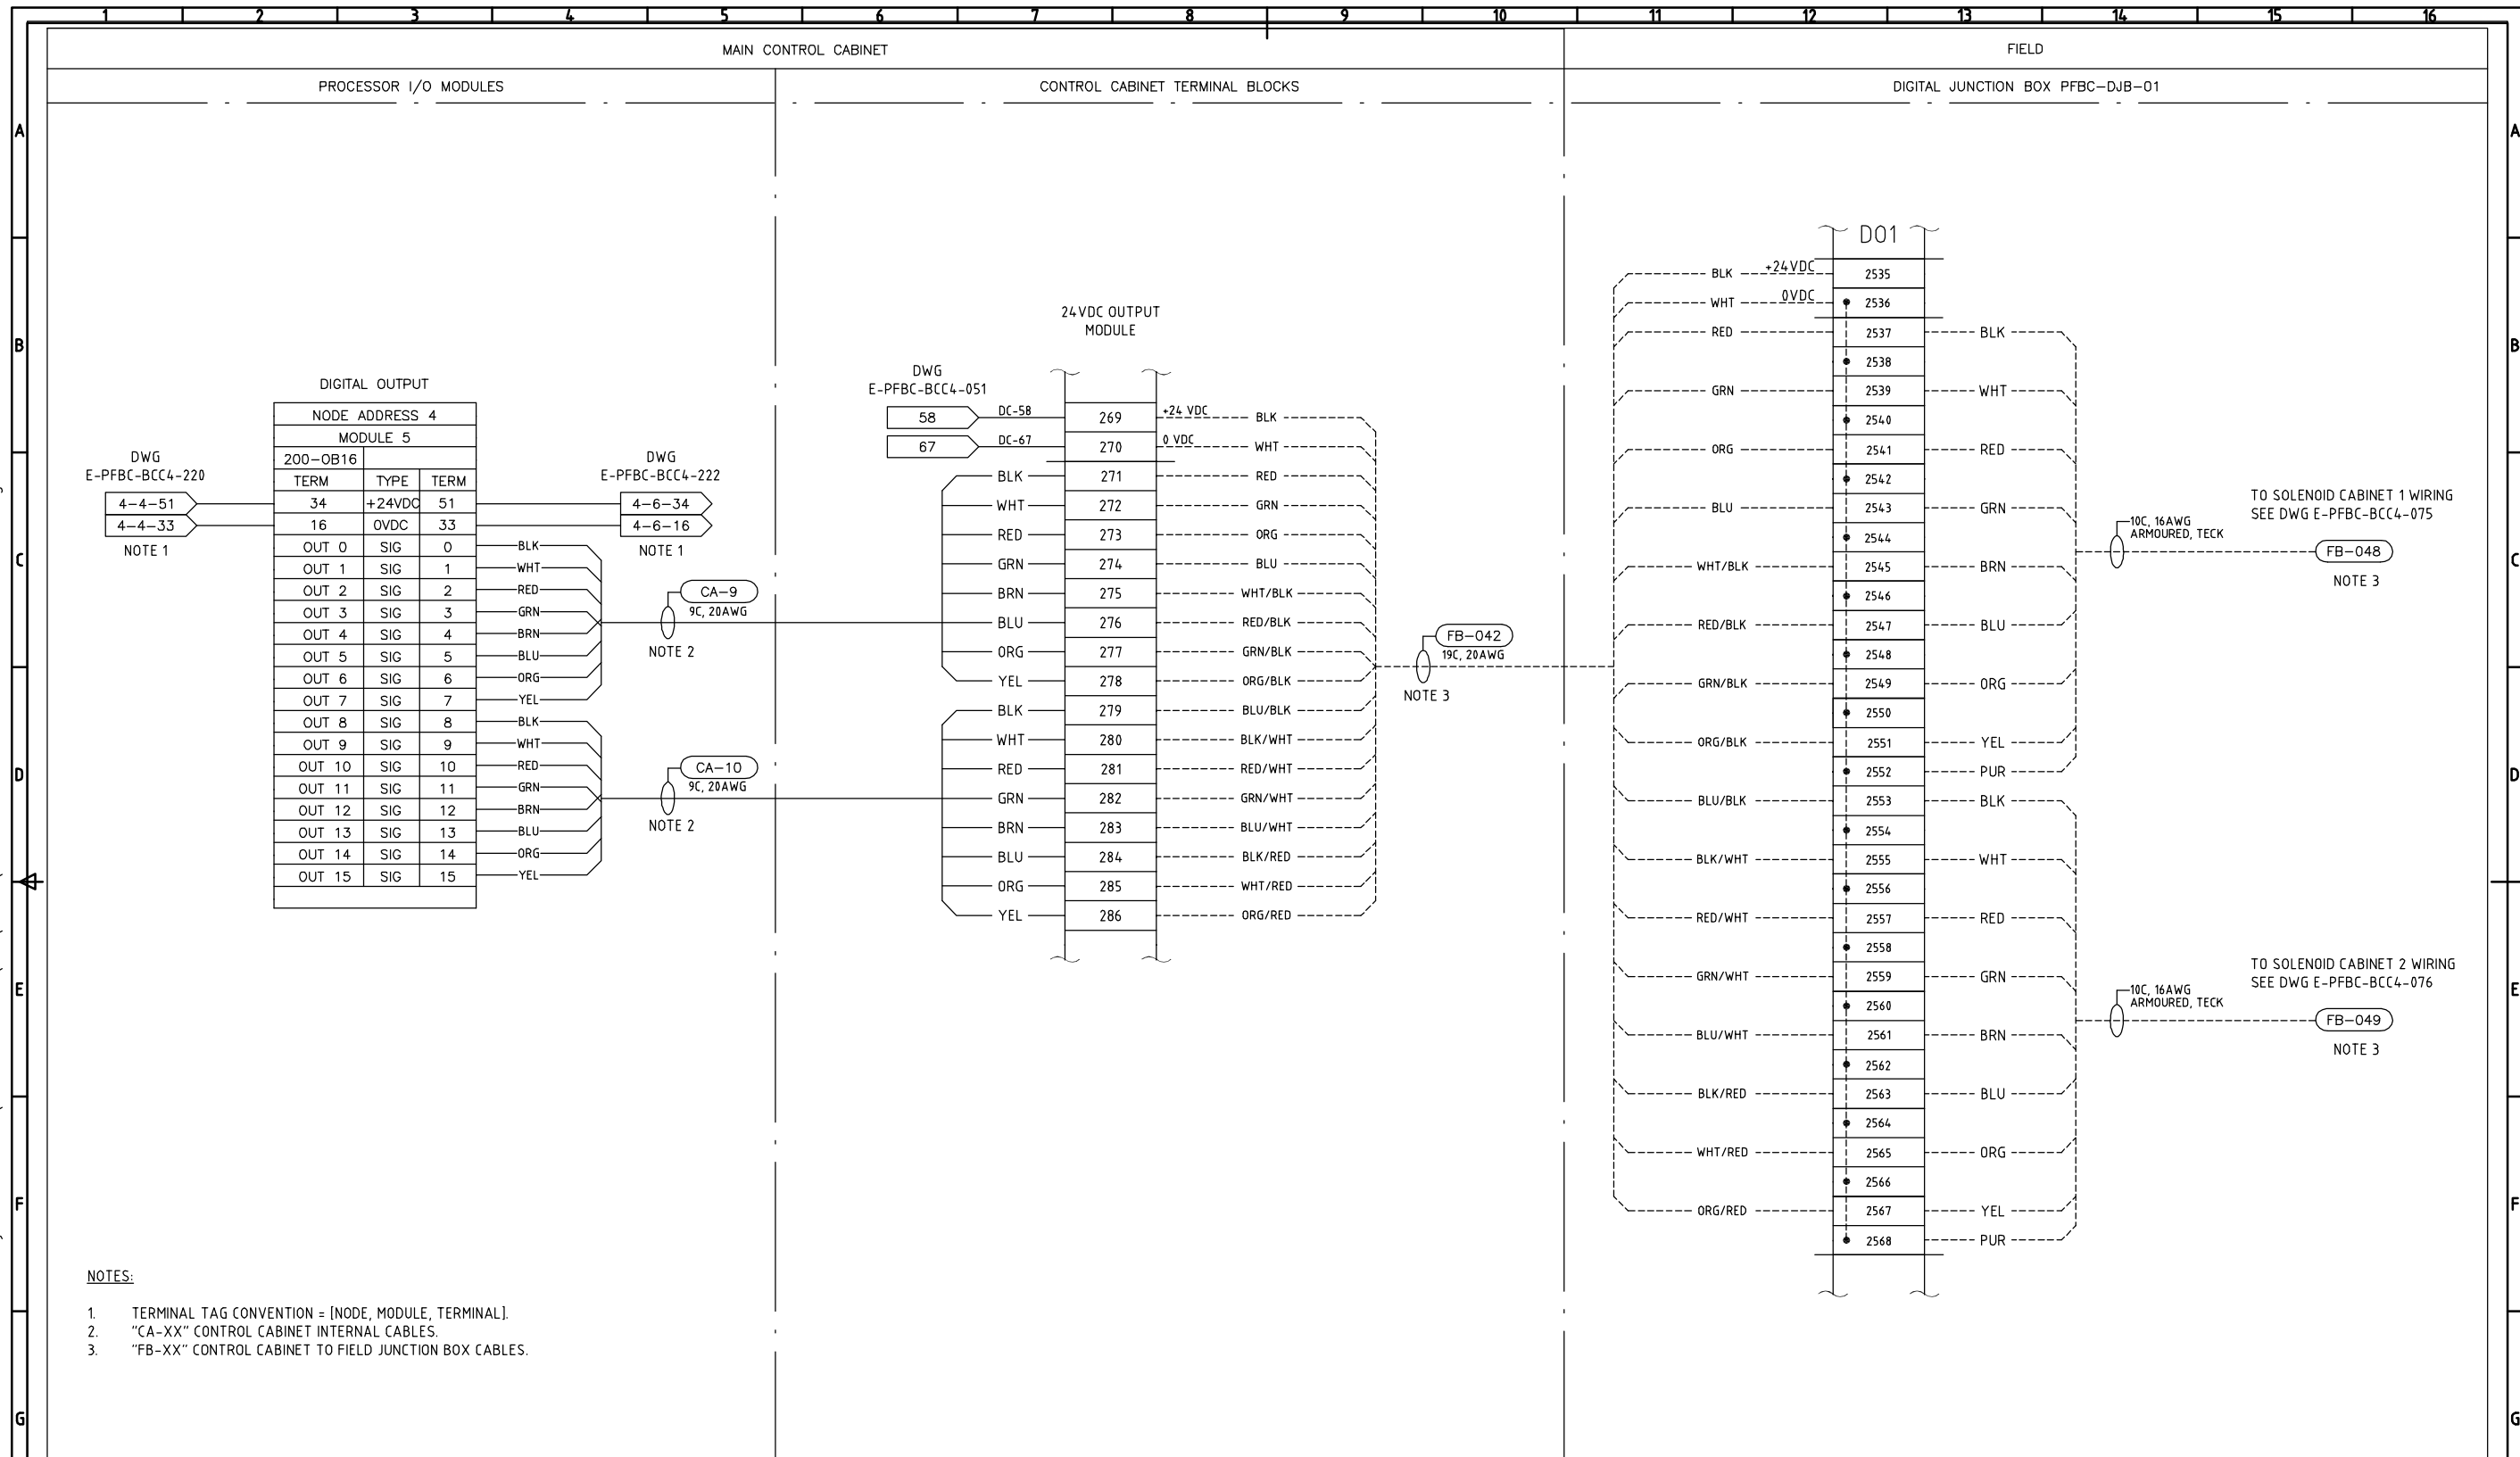 1 2 3 4 5 6 7 8 9 10 11 12 13 14 15 16
MAIN CONTROL CABINET
FIELD
PROCESSOR I/O MODULES
CONTROL CABINET TERMINAL BLOCKS
DIGITAL JUNCTION BOX PFBC-DJB-01
A A
B B
C C
D D
E E
F F
G G
DIGITAL OUTPUT
NODE ADDRESS 4
MODULE 5
200-OB16
TERM TYPE TERM
34 +24VDC 51
16 0VDC 33
OUT 0 SIG 0 BLK
OUT 1 SIG 1 WHT
OUT 2 SIG 2 RED
OUT 3 SIG 3 GRN
OUT 4 SIG 4 BRN
OUT 5 SIG 5 BLU
OUT 6 SIG 6 ORG
OUT 7 SIG 7 YEL
OUT 8 SIG 8 BLK
OUT 9 SIG 9 WHT
OUT 10 SIG 10 RED
OUT 11 SIG 11 GRN
OUT 12 SIG 12 BRN
OUT 13 SIG 13 BLU
OUT 14 SIG 14 ORG
OUT 15 SIG 15 YEL
DWG
E-PFBC-BCC4-220
4-4-51
4-4-33
NOTE 1
DWG
E-PFBC-BCC4-222
4-6-34
4-6-16
NOTE 1
CA-9
9C, 20AWG
NOTE 2
CA-10
9C, 20AWG
NOTE 2
24VDC OUTPUT
MODULE
DWG
E-PFBC-BCC4-051
58 DC-58 269 +24 VDC BLK
67 DC-67 270 0 VDC WHT
BLK 271 RED
WHT 272 GRN
RED 273 ORG
GRN 274 BLU
BRN 275 WHT/BLK
BLU 276 RED/BLK
ORG 277 GRN/BLK
YEL 278 ORG/BLK
BLK 279 BLU/BLK
WHT 280 BLK/WHT
RED 281 RED/WHT
GRN 282 GRN/WHT
BRN 283 BLU/WHT
BLU 284 BLK/RED
ORG 285 WHT/RED
YEL 286 ORG/RED
FB-042
19C, 20AWG
NOTE 3
D01
BLK +24VDC 2535
WHT 0VDC 2536
RED 2537 BLK
2538
GRN 2539 WHT
2540
ORG 2541 RED
2542
BLU 2543 GRN
2544
WHT/BLK 2545 BRN
2546
RED/BLK 2547 BLU
2548
GRN/BLK 2549 ORG
2550
ORG/BLK 2551 YEL
2552 PUR
BLU/BLK 2553 BLK
2554
BLK/WHT 2555 WHT
2556
RED/WHT 2557 RED
2558
GRN/WHT 2559 GRN
2560
BLU/WHT 2561 BRN
2562
BLK/RED 2563 BLU
2564
WHT/RED 2565 ORG
2566
ORG/RED 2567 YEL
2568 PUR
10C, 16AWG
ARMOURED, TECK
TO SOLENOID CABINET 1 WIRING
SEE DWG E-PFBC-BCC4-075
FB-048
NOTE 3
10C, 16AWG
ARMOURED, TECK
TO SOLENOID CABINET 2 WIRING
SEE DWG E-PFBC-BCC4-076
FB-049
NOTE 3
NOTES:
1. TERMINAL TAG CONVENTION = [NODE, MODULE, TERMINAL].
2. "CA-XX" CONTROL CABINET INTERNAL CABLES.
3. "FB-XX" CONTROL CABINET TO FIELD JUNCTION BOX CABLES.